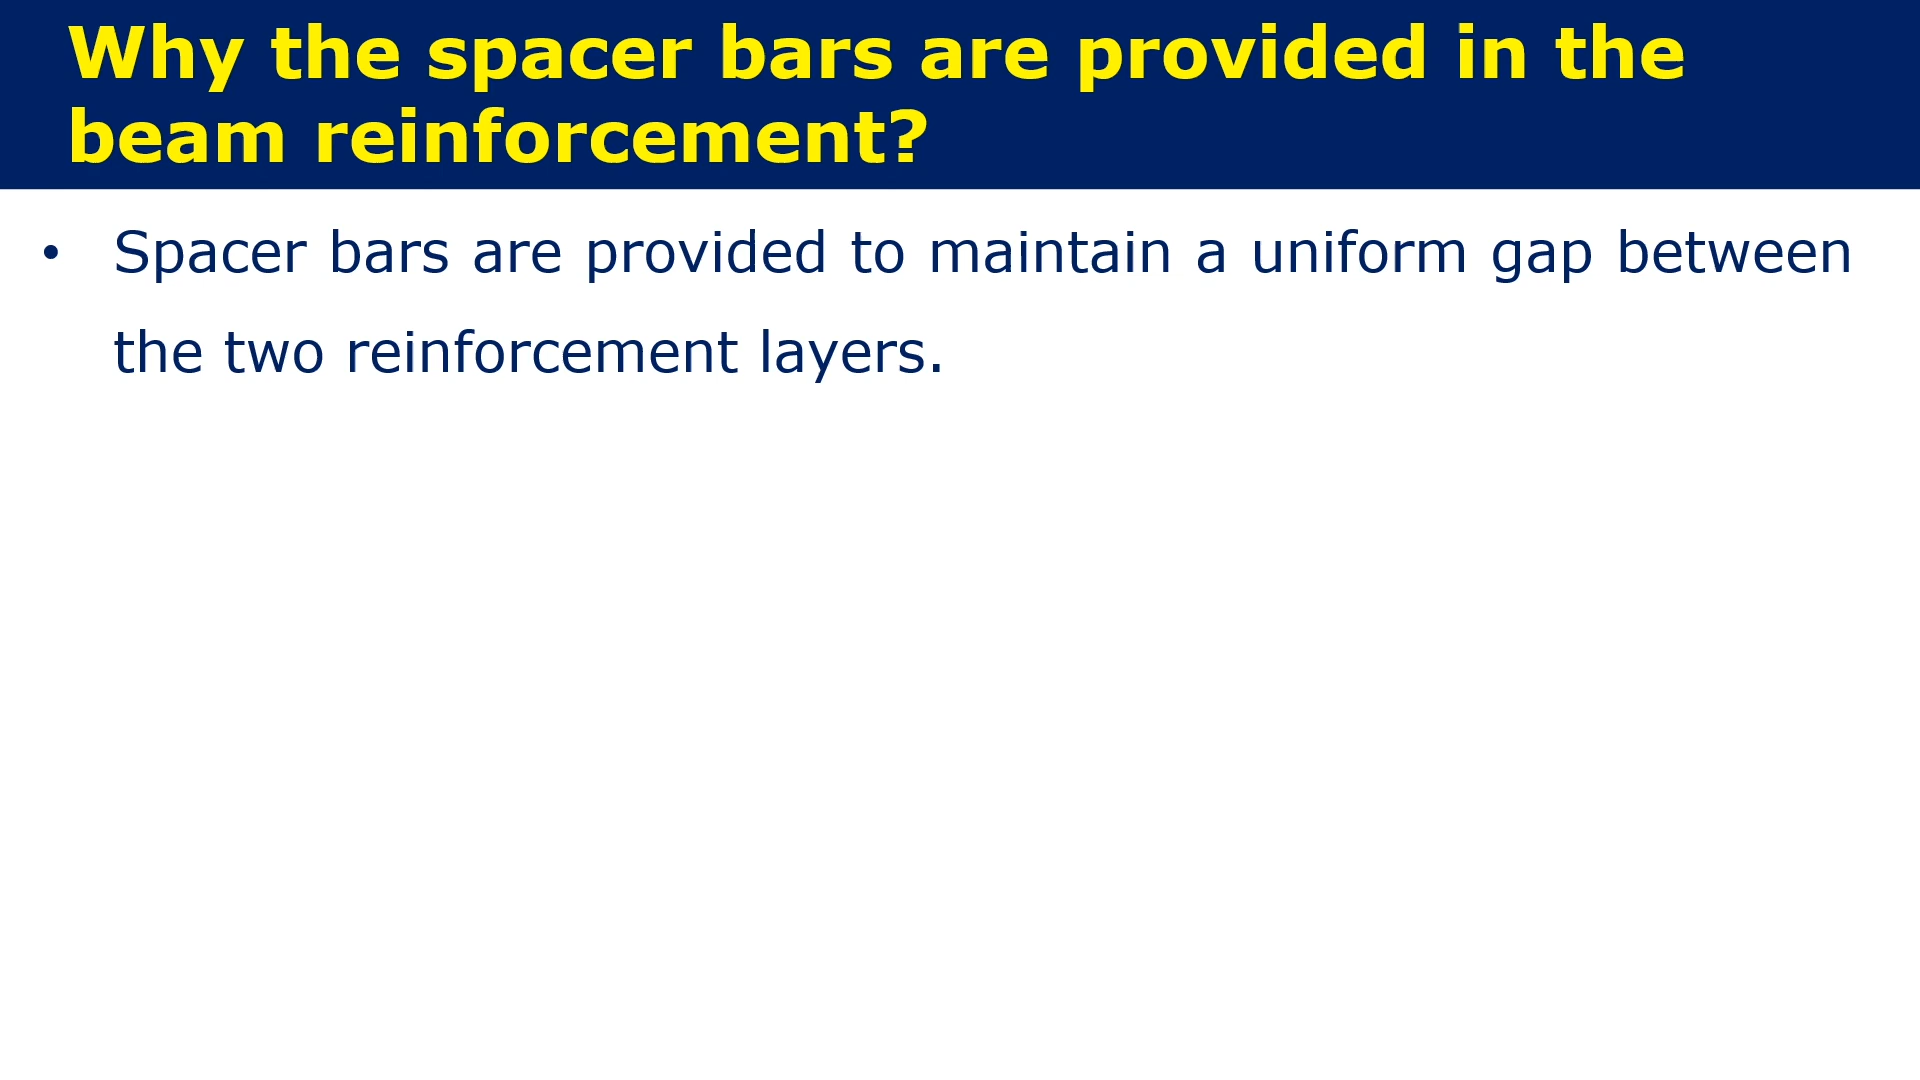 Why the spacer bars are provided in the
beam reinforcement?
• Spacer bars are provided to maintain a uniform gap between
the two reinforcement layers.